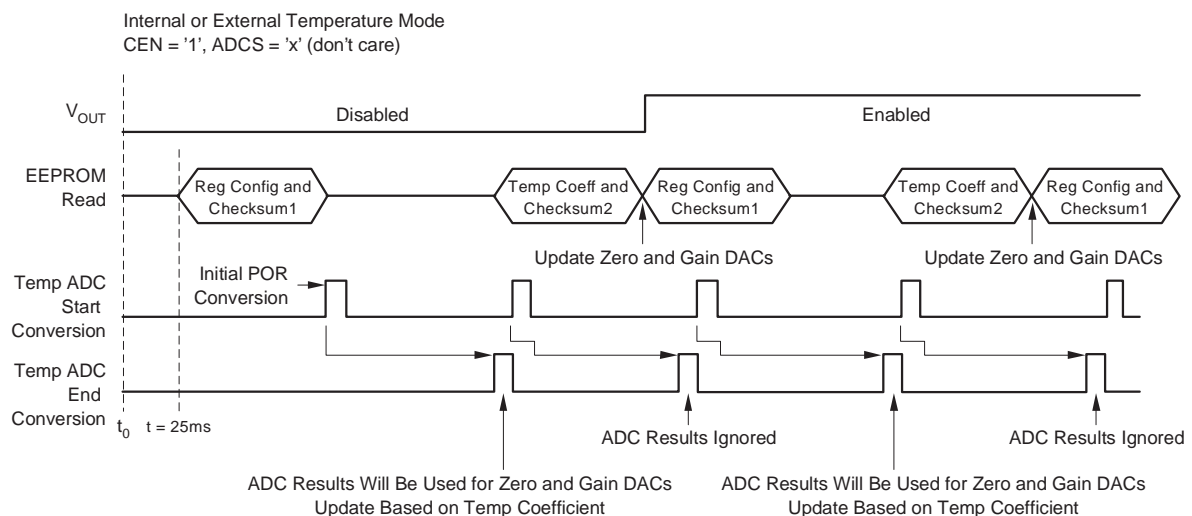 Internal or External Temperature Mode
CEN = '1', ADCS = 'x' (don't care)
VOUT
Disabled
Enabled
EEPROM
Read
Reg Config and
Checksum1
Temp Coeff and
Checksum2
Reg Config and
Checksum1
Temp Coeff and
Checksum2
Reg Config and
Checksum1
Update Zero and Gain DACs
Update Zero and Gain DACs
Temp ADC
Start
Conversion
Initial POR
Conversion
Temp ADC
End
Conversion
t0
t = 25ms
ADC Results Ignored
ADC Results Ignored
ADC Results Will Be Used for Zero and Gain DACs
Update Based on Temp Coefficient
ADC Results Will Be Used for Zero and Gain DACs
Update Based on Temp Coefficient